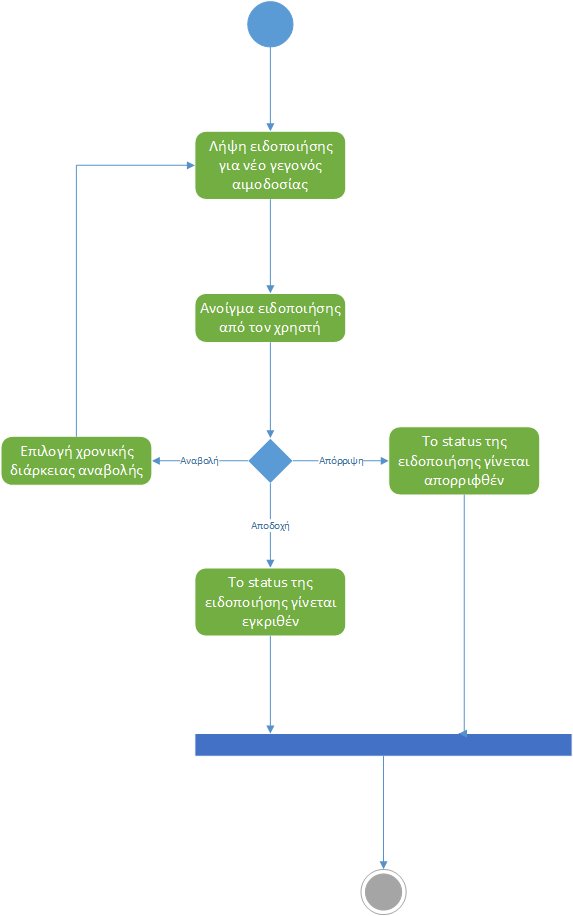 Λήψη ειδοποιήσης
για νέο γεγονός
αιμοδοσίας
Ανοίγμα ειδοποιήσης
από τον χρηστή
Επιλογή χρονικής
διάρκειας αναβολής
Αναβολή
Απόρριψη
Το status της
ειδοποιήσης γίνεται
απορριφθέν
Αποδοχή
Το status της
ειδοποιήσης γίνεται
εγκριθέν